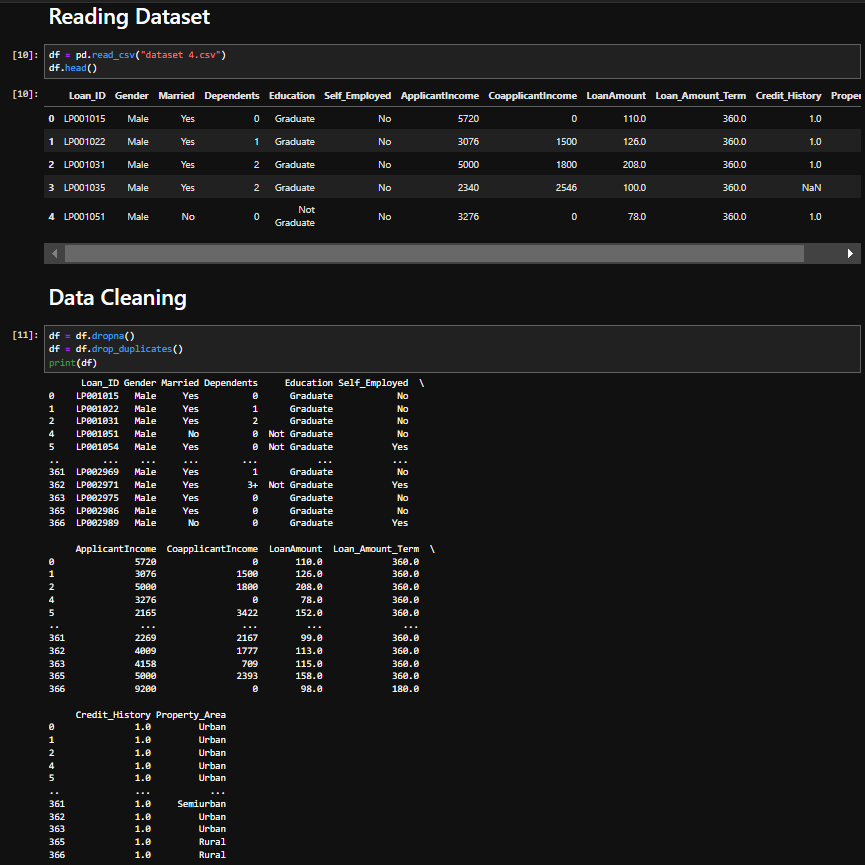 Reading Dataset
[10]: df = pd.read_csv("dataset 4.csv")
df.head()
[10]: Loan_ID Gender Married Dependents Education Self_Employed ApplicantIncome CoapplicantIncome LoanAmount Loan_Amount_Term Credit_History Proper
0 LP001015 Male Yes 0 Graduate No 5720 0 110.0 360.0 1.0
1 LP001022 Male Yes 1 Graduate No 3076 1500 126.0 360.0 1.0
2 LP001031 Male Yes 2 Graduate No 5000 1800 208.0 360.0 1.0
3 LP001035 Male Yes 2 Graduate No 2340 2546 100.0 360.0 NaN
4 LP001051 Male No 0 Not Graduate No 3276 0 78.0 360.0 1.0
Data Cleaning
[11]: df = df.dropna()
df = df.drop_duplicates()
print(df)
Loan_ID Gender Married Dependents Education Self_Employed \
0 LP001015 Male Yes 0 Graduate No
1 LP001022 Male Yes 1 Graduate No
2 LP001031 Male Yes 2 Graduate No
4 LP001051 Male No 0 Not Graduate No
5 LP001054 Male Yes 0 Not Graduate Yes
.. ... ... ... ... ... ...
361 LP002969 Male Yes 1 Graduate No
362 LP002971 Male Yes 3+ Not Graduate Yes
363 LP002975 Male Yes 0 Graduate No
365 LP002986 Male Yes 0 Graduate No
366 LP002989 Male No 0 Graduate Yes
ApplicantIncome CoapplicantIncome LoanAmount Loan_Amount_Term \
0 5720 0 110.0 360.0
1 3076 1500 126.0 360.0
2 5000 1800 208.0 360.0
4 3276 0 78.0 360.0
5 2165 3422 152.0 360.0
.. ... ... ... ...
361 2269 2167 99.0 360.0
362 4009 1777 113.0 360.0
363 4158 709 115.0 360.0
365 5000 2393 158.0 360.0
366 9200 0 98.0 180.0
Credit_History Property_Area
0 1.0 Urban
1 1.0 Urban
2 1.0 Urban
4 1.0 Urban
5 1.0 Urban
.. ... ...
361 1.0 Semiurban
362 1.0 Urban
363 1.0 Urban
365 1.0 Rural
366 1.0 Rural